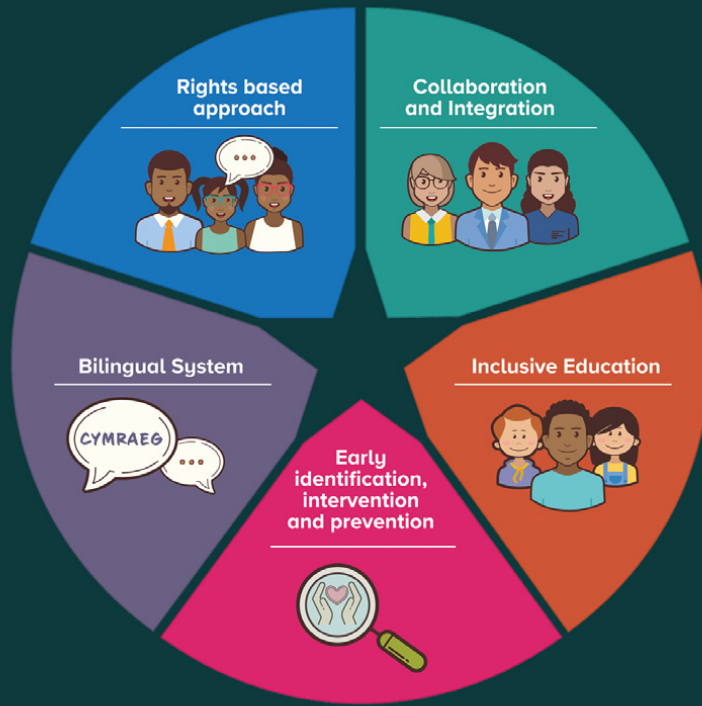 Rights based
approach
Collaboration
and Integration
Bilingual System
CYMRAEG
Inclusive Education
Early
identification,
intervention
and prevention